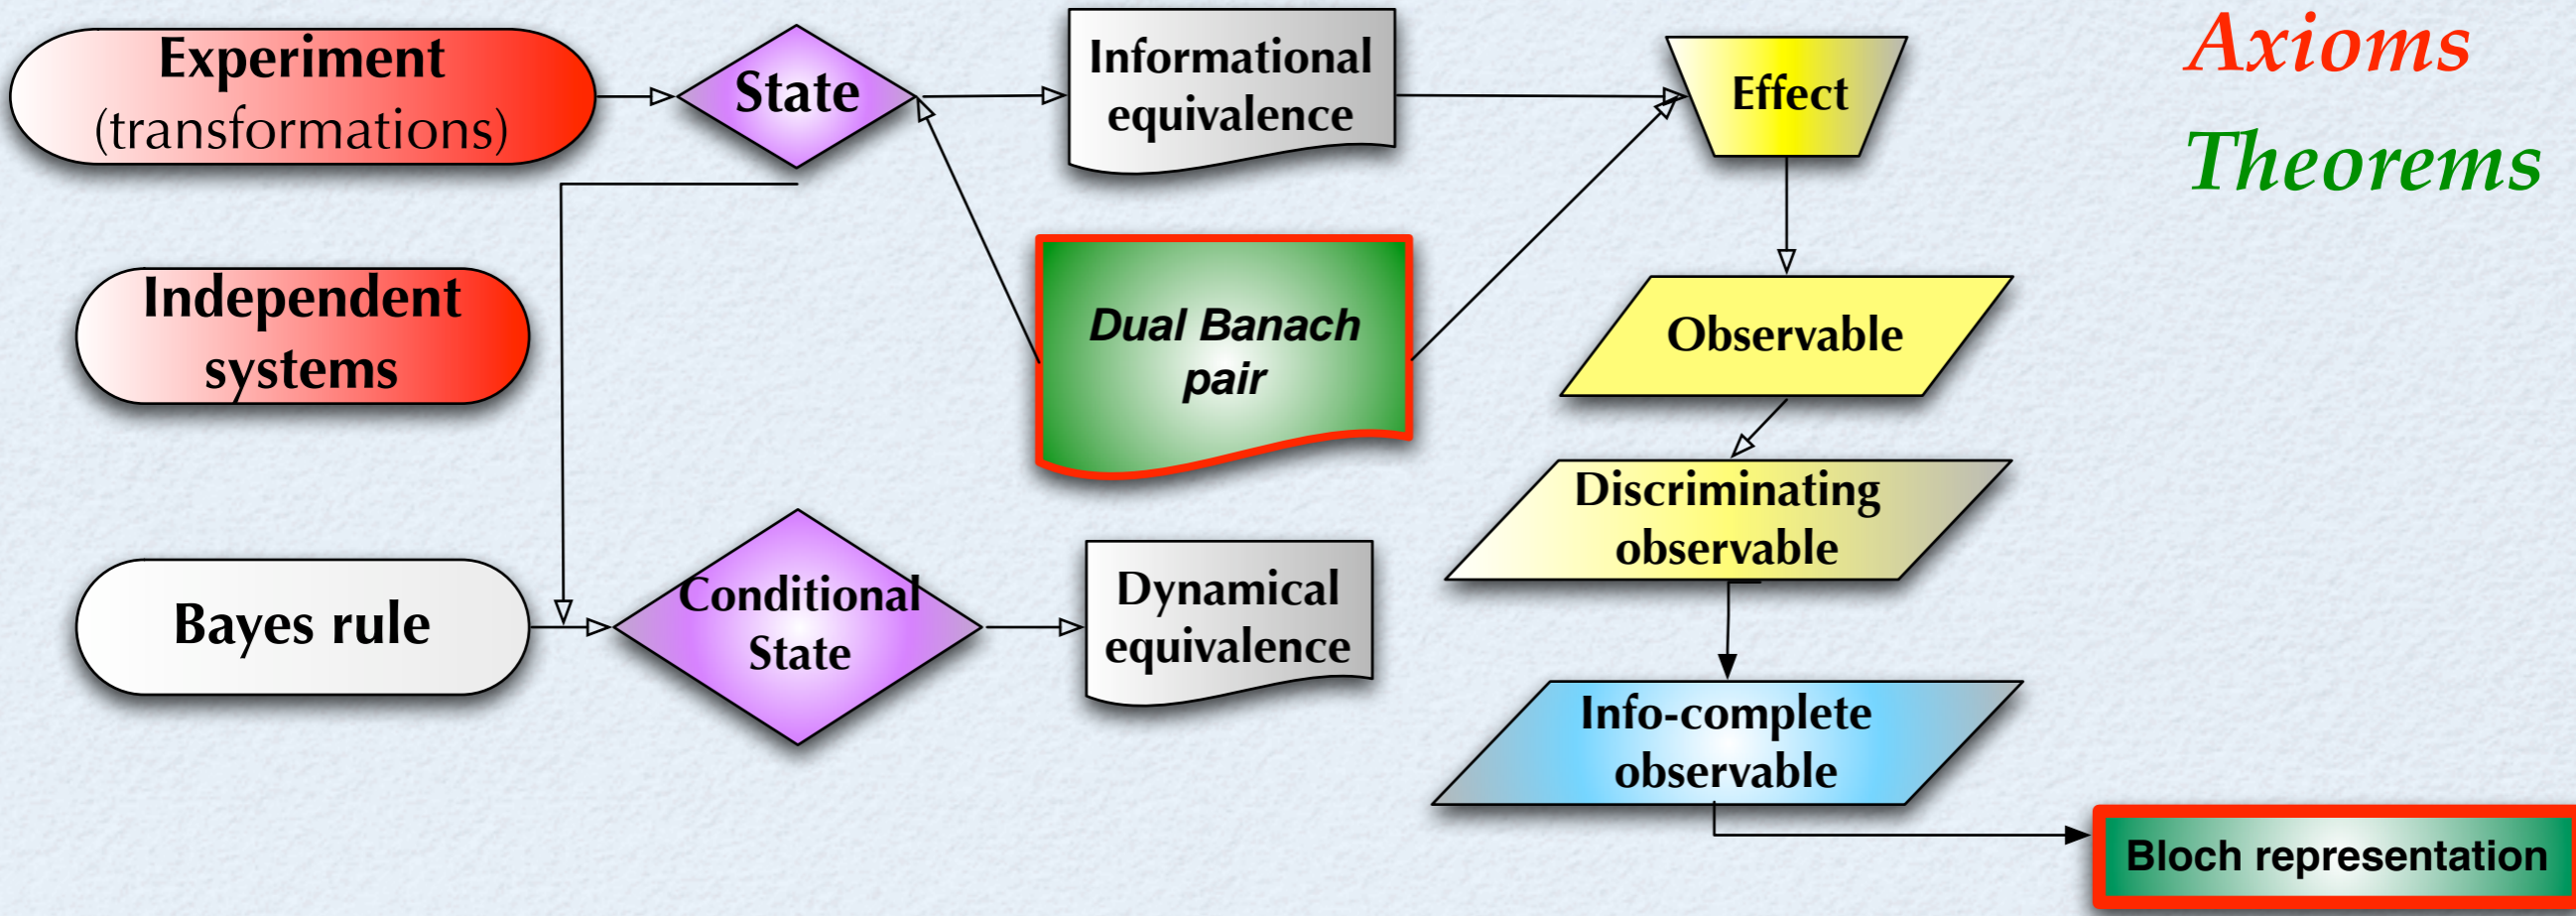 Experiment
(transformations)
State
Informational
equivalence
Effect
Axioms
Theorems
Independent
systems
Dual Banach
pair
Observable
Discriminating
observable
Bayes rule
Conditional
State
Dynamical
equivalence
Info-complete
observable
Bloch representation